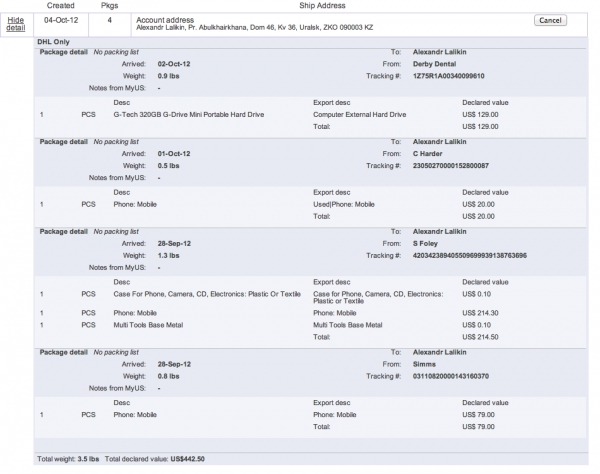 Created Pkgs Ship Address
Hide detail 04-Oct-12 4 Account address Cancel
Alexandr Lalikin, Pr. Abulkhairkhana, Dom 46, Kv 36, Uralsk, ZKO 090003 KZ
DHL Only
Package detail No packing list To: Alexandr Lalikin
Arrived: 02-Oct-12 From: Derby Dental
Weight: 0.9 lbs Tracking #: 1Z75R1A00340099610
Notes from MyUS: -
Desc Export desc Declared value
1 PCS G-Tech 320GB G-Drive Mini Portable Hard Drive Computer External Hard Drive US$ 129.00
Total: US$ 129.00
Package detail No packing list To: Alexandr Lalikin
Arrived: 01-Oct-12 From: C Harder
Weight: 0.5 lbs Tracking #: 23050270000152800087
Notes from MyUS: -
Desc Export desc Declared value
1 PCS Phone: Mobile Used|Phone: Mobile US$ 20.00
Total: US$ 20.00
Package detail No packing list To: Alexandr Lalikin
Arrived: 28-Sep-12 From: S Foley
Weight: 1.3 lbs Tracking #: 420342389405509699939138763696
Notes from MyUS: -
Desc Export desc Declared value
1 PCS Case For Phone, Camera, CD, Electronics: Plastic Or Textile Case for Phone, Camera, CD, Electronics: US$ 0.10
Plastic or Textile
1 PCS Phone: Mobile Phone: Mobile US$ 214.30
1 PCS Multi Tools Base Metal Multi Tools Base Metal US$ 0.10
Total: US$ 214.50
Package detail No packing list To: Alexandr Lalikin
Arrived: 28-Sep-12 From: Simms
Weight: 0.8 lbs Tracking #: 03110820000143160370
Notes from MyUS: -
Desc Export desc Declared value
1 PCS Phone: Mobile Phone: Mobile US$ 79.00
Total: US$ 79.00
Total weight: 3.5 lbs Total declared value: US$442.50